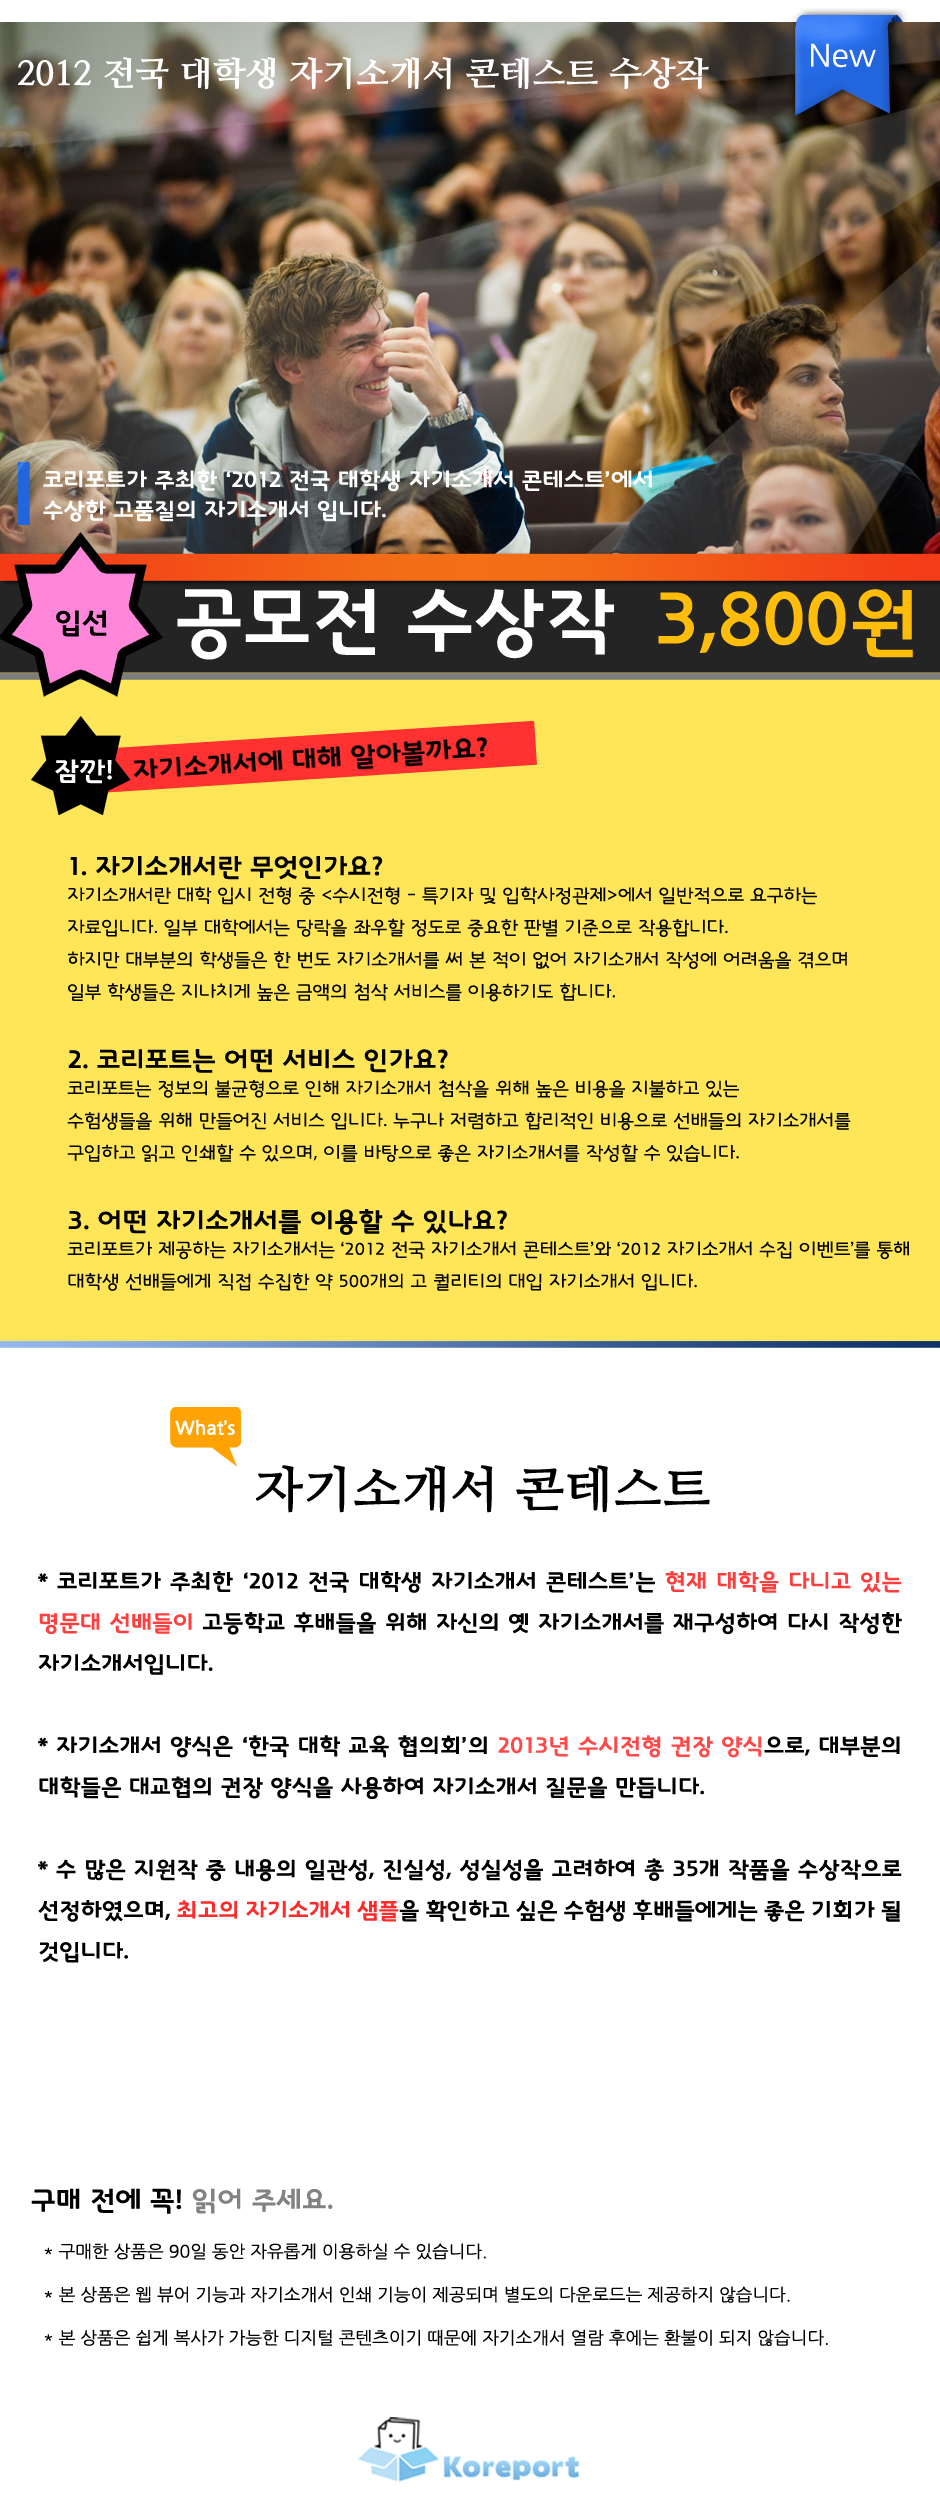 2012 전국 대학생 자기소개서 콘테스트 수상작
New
코리포트가 주최한 ‘2012 전국 대학생 자기소개서 콘테스트’에서
수상한 고품질의 자기소개서 입니다.
입선
공모전 수상작 3,800원
잠깐!
자기소개서에 대해 알아볼까요?
1. 자기소개서란 무엇인가요?
자기소개서란 대학 입시 전형 중 <수시전형 - 특기자 및 입학사정관제>에서 일반적으로 요구하는
자료입니다. 일부 대학에서는 당락을 좌우할 정도로 중요한 판별 기준으로 작용합니다.
하지만 대부분의 학생들은 한 번도 자기소개서를 써 본 적이 없어 자기소개서 작성에 어려움을 겪으며
일부 학생들은 지나치게 높은 금액의 첨삭 서비스를 이용하기도 합니다.
2. 코리포트는 어떤 서비스 인가요?
코리포트는 정보의 불균형으로 인해 자기소개서 첨삭을 위해 높은 비용을 지불하고 있는
수험생들을 위해 만들어진 서비스 입니다. 누구나 저렴하고 합리적인 비용으로 선배들의 자기소개서를
구입하고 읽고 인쇄할 수 있으며, 이를 바탕으로 좋은 자기소개서를 작성할 수 있습니다.
3. 어떤 자기소개서를 이용할 수 있나요?
코리포트가 제공하는 자기소개서는 ‘2012 전국 자기소개서 콘테스트’와 ‘2012 자기소개서 수집 이벤트’를 통해
대학생 선배들에게 직접 수집한 약 500개의 고 퀄리티의 대입 자기소개서 입니다.
What's
자기소개서 콘테스트
* 코리포트가 주최한 ‘2012 전국 대학생 자기소개서 콘테스트’는 현재 대학을 다니고 있는
명문대 선배들이 고등학교 후배들을 위해 자신의 옛 자기소개서를 재구성하여 다시 작성한
자기소개서입니다.
* 자기소개서 양식은 ‘한국 대학 교육 협의회’의 2013년 수시전형 권장 양식으로, 대부분의
대학들은 대교협의 권장 양식을 사용하여 자기소개서 질문을 만듭니다.
* 수 많은 지원작 중 내용의 일관성, 진실성, 성실성을 고려하여 총 35개 작품을 수상작으로
선정하였으며, 최고의 자기소개서 샘플을 확인하고 싶은 수험생 후배들에게는 좋은 기회가 될
것입니다.
구매 전에 꼭! 읽어 주세요.
* 구매한 상품은 90일 동안 자유롭게 이용하실 수 있습니다.
* 본 상품은 웹 뷰어 기능과 자기소개서 인쇄 기능이 제공되며 별도의 다운로드는 제공하지 않습니다.
* 본 상품은 쉽게 복사가 가능한 디지털 콘텐츠이기 때문에 자기소개서 열람 후에는 환불이 되지 않습니다.
Koreport